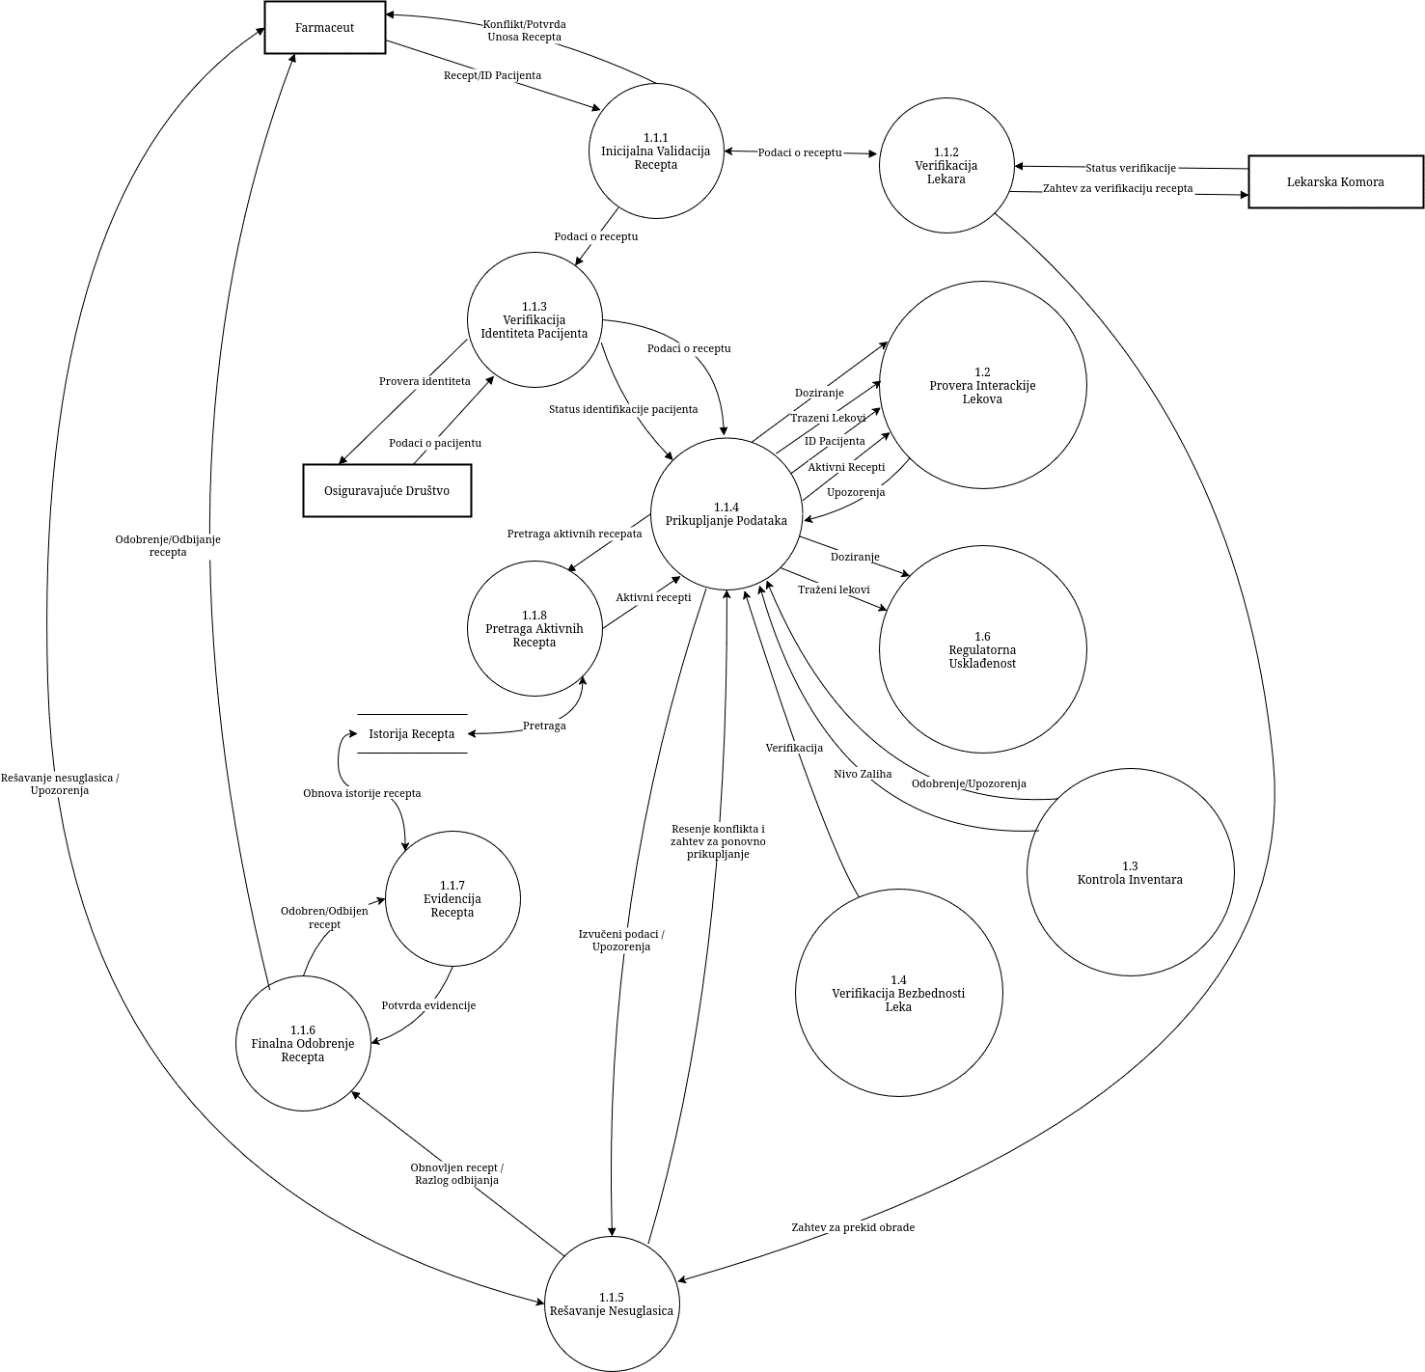 Farmaceut
Konflikt/Potvrda
Unosa Recepta
Recept/ID Pacijenta
1.1.1
Inicijalna Validacija
Recepta
Podaci o receptu
1.1.2
Verifikacija
Lekara
Status verifikacije
Zahtev za verifikaciju recepta
Lekarska Komora
Podaci o receptu
1.1.3
Verifikacija
Identiteta Pacijenta
Podaci o receptu
Provera identiteta
Status identifikacije pacijenta
Podaci o pacijentu
Osiguravajuće Društvo
1.2
Provera Interackije
Lekova
Doziranje
Trazeni Lekovi
ID Pacijenta
Aktivni Recepti
Upozorenja
1.1.4
Prikupljanje Podataka
Pretraga aktivnih recepata
Aktivni recepti
Doziranje
Traženi lekovi
Odobrenje/Odbijanje
recepta
1.1.8
Pretraga Aktivnih
Recepta
1.6
Regulatorna
Usklađenost
Pretraga
Istorija Recepta
Verifikacija
Nivo Zaliha
Odobrenje/Upozorenja
Rešavanje nesuglasica /
Upozorenja
Obnova istorije recepta
Resenje konflikta i
zahtev za ponovno
prikupljanje
1.3
Kontrola Inventara
1.1.7
Evidencija
Recepta
Odobren/Odbijen
recept
Izvučeni podaci /
Upozorenja
1.4
Verifikacija Bezbednosti
Leka
Potvrda evidencije
1.1.6
Finalna Odobrenje
Recepta
Obnovljen recept /
Razlog odbijanja
Zahtev za prekid obrade
1.1.5
Rešavanje Nesuglasica